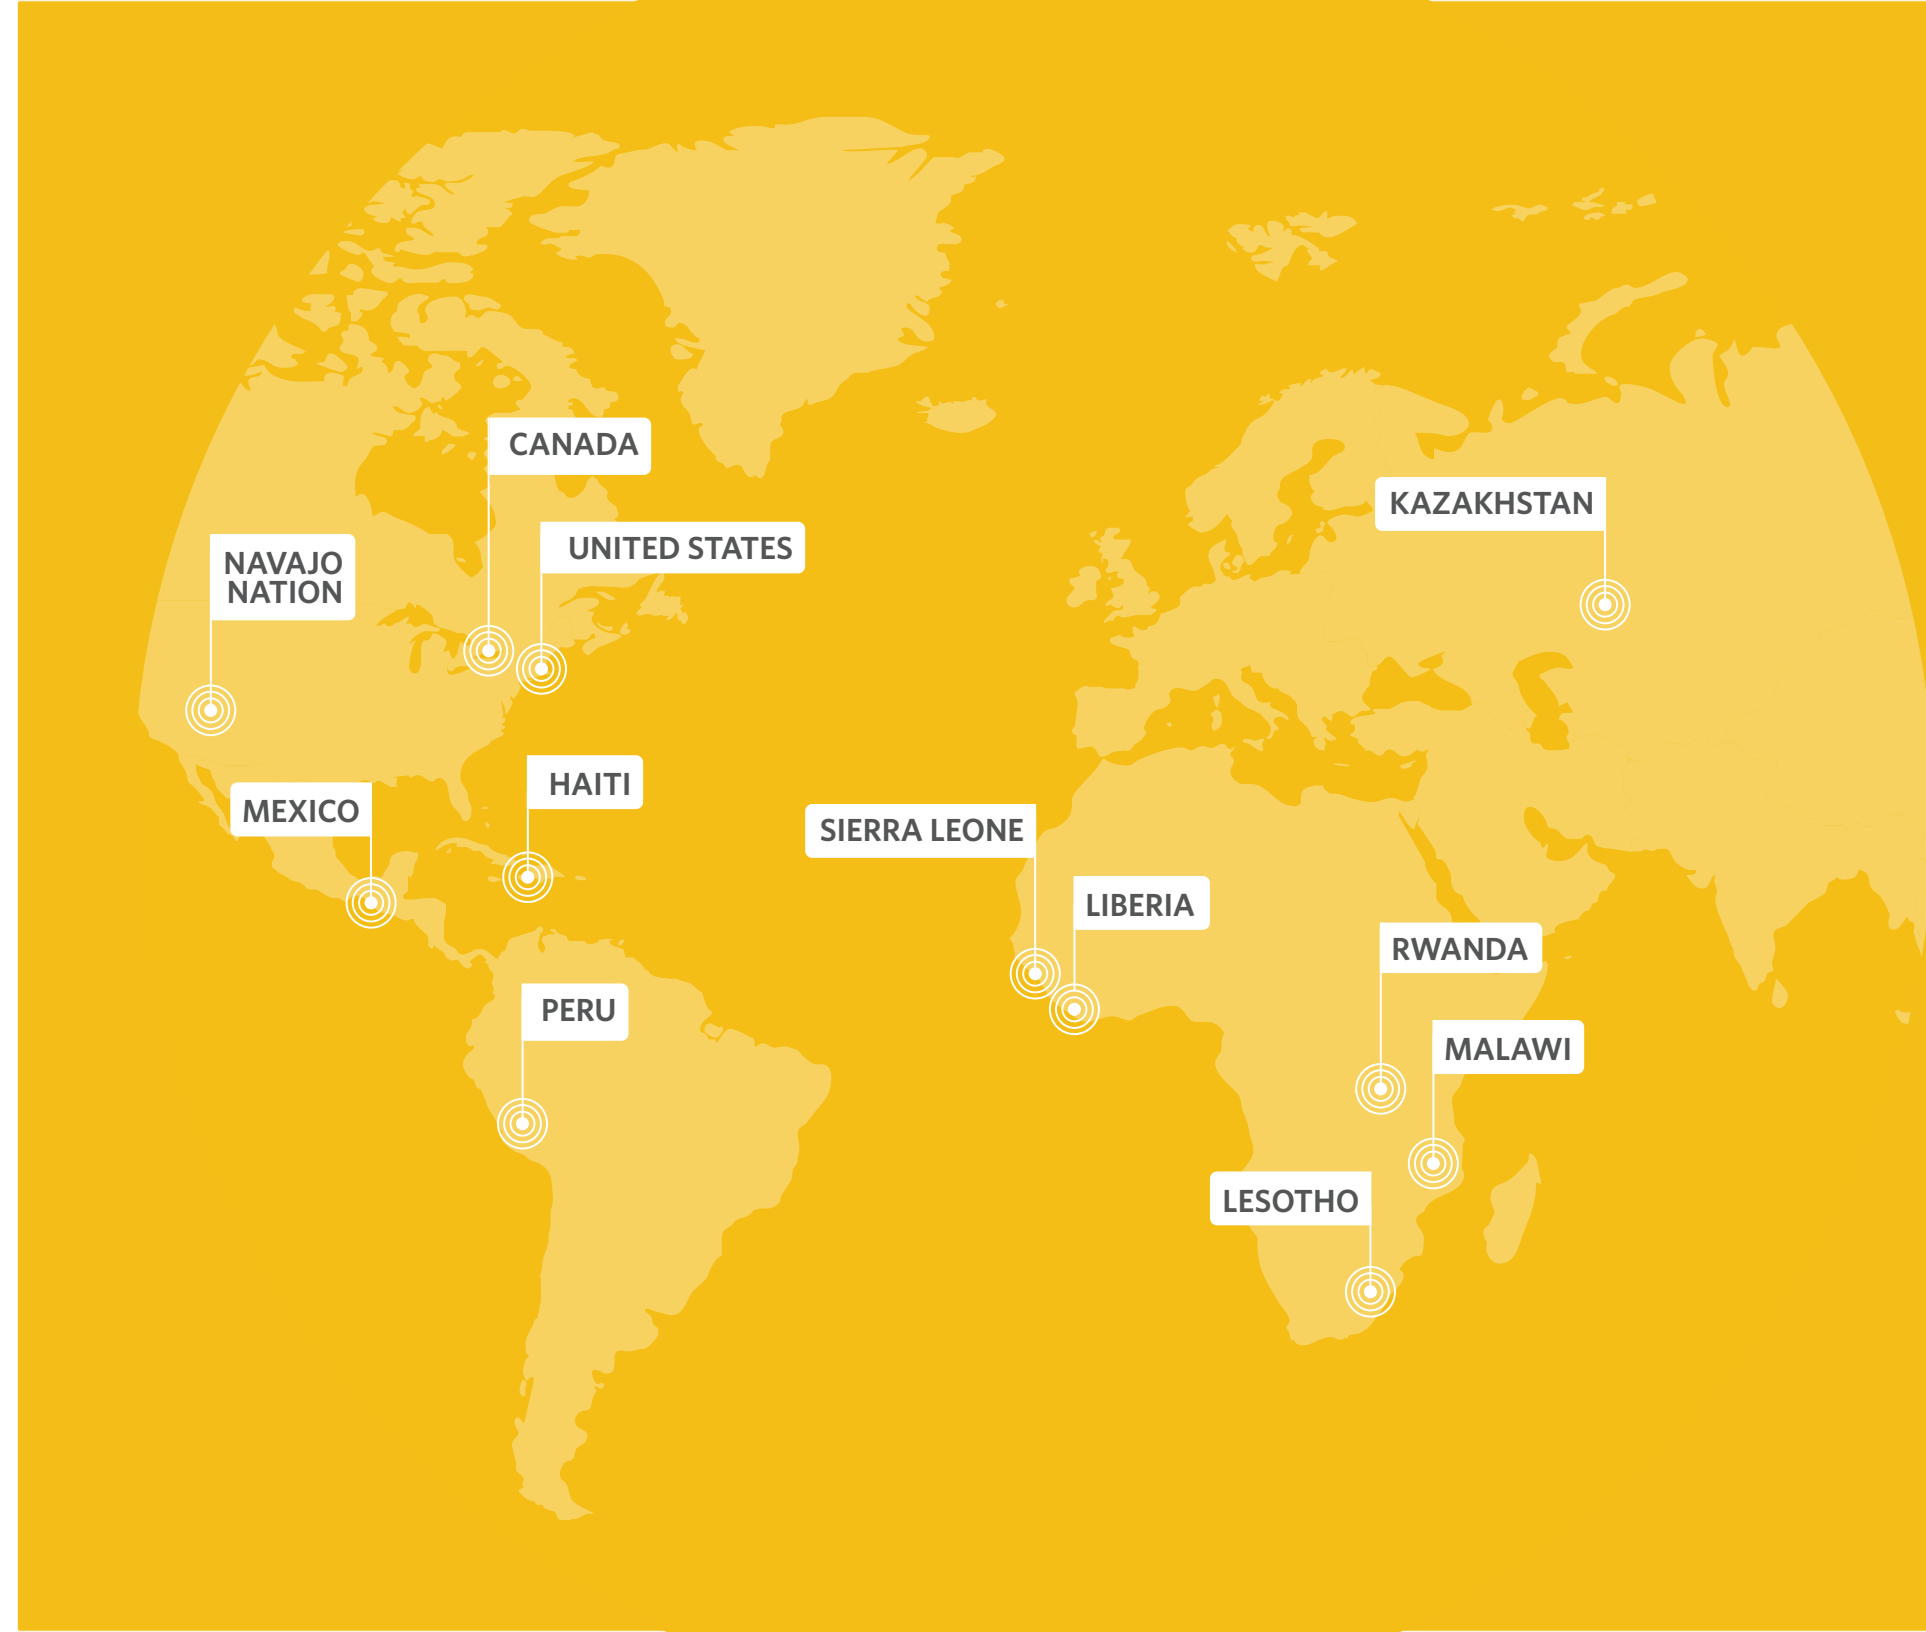 CANADA
KAZAKHSTAN
UNITED STATES
NAVAJO
NATION
HAITI
MEXICO
SIERRA LEONE
LIBERIA
RWANDA
PERU
MALAWI
LESOTHO